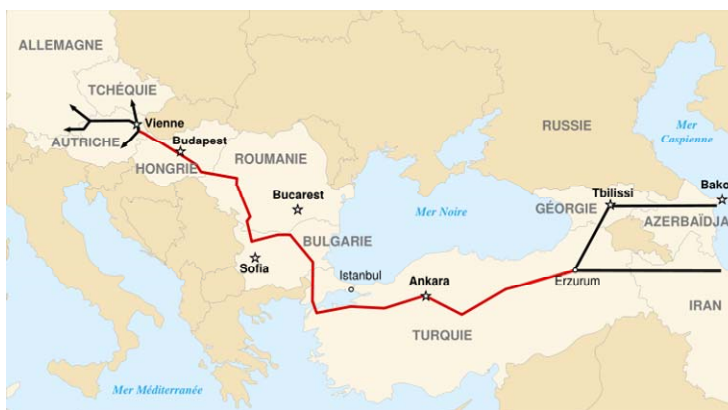 ALLEMAGNE
TCHÉQUIE
Vienne
AUTRICHE
Budapest
HONGRIE
ROUMANIE
Bucarest
BULGARIE
Sofia
Istanbul
Ankara
TURQUIE
Mer Noire
Mer Méditerranée
RUSSIE
Mer
Caspienne
Tbilissi
GÉORGIE
Bako
AZERBAÏDJA
Erzurum
IRAN